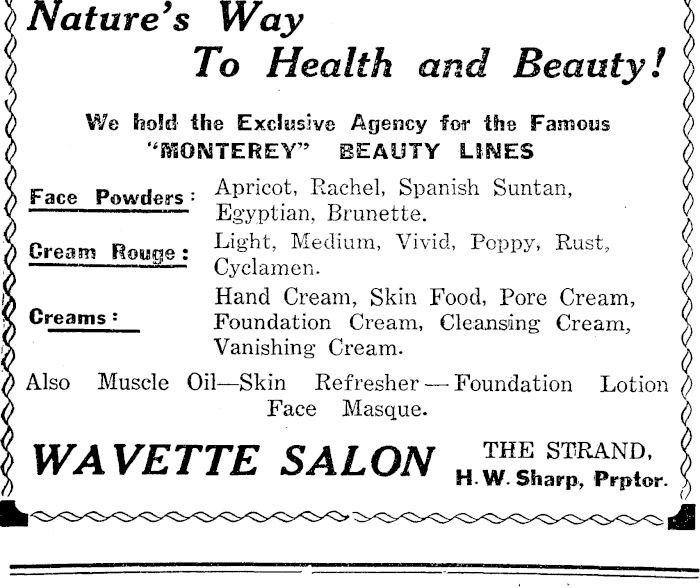 Nature's Way
To Health and Beauty!
We hold the Exclusive Agency for the Famous
"MONTEREY" BEAUTY LINES
Face Powders: Apricot, Rachel, Spanish Suntan,
Egyptian, Brunette.
Cream Rouge: Light, Medium, Vivid, Poppy, Rust,
Cyclamen.
Hand Cream, Skin Food, Pore Cream,
Creams: Foundation Cream, Cleansing Cream,
Vanishing Cream.
Also Muscle Oil—Skin Refresher—Foundation Lotion
Face Masque.
WAVETTE SALON THE STRAND,
H. W. Sharp, Prptor.